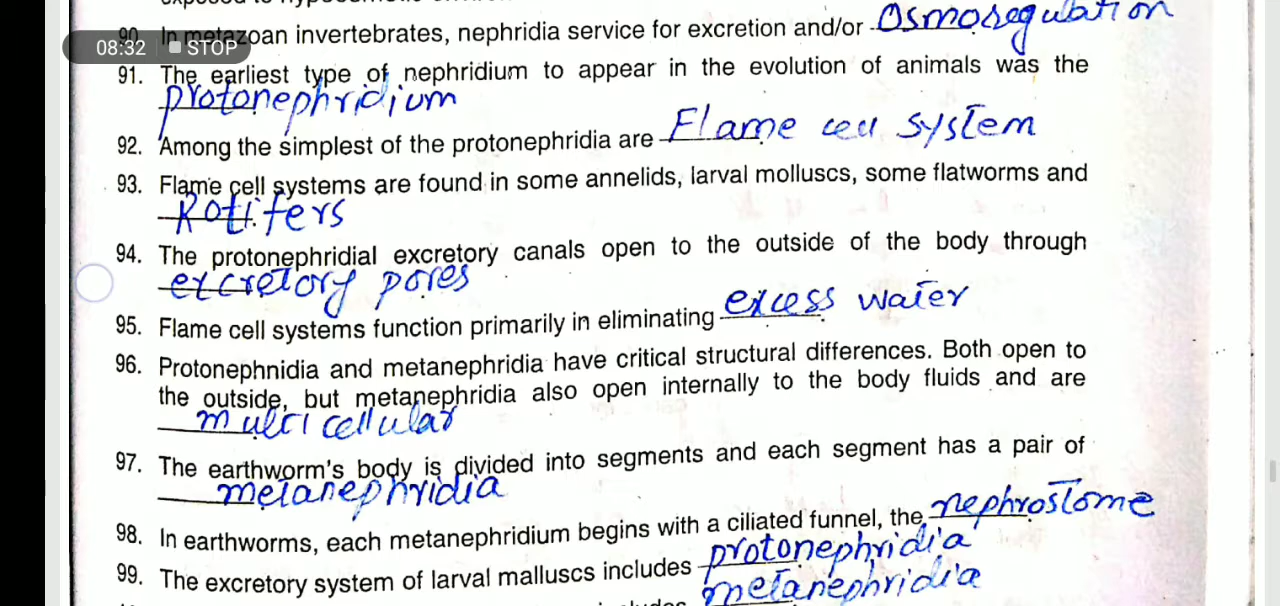 90. In metazoan invertebrates, nephridia service for excretion and/or Osmoregulation
08:32 STOP
91. The earliest type of nephridium to appear in the evolution of animals was the
protonephridium
92. Among the simplest of the protonephridia are Flame cell system
93. Flame cell systems are found in some annelids, larval molluscs, some flatworms and
Rotifers
94. The protonephridial excretory canals open to the outside of the body through
excretory pores
95. Flame cell systems function primarily in eliminating excess water
96. Protonephnidia and metanephridia have critical structural differences. Both open to
the outside, but metanephridia also open internally to the body fluids and are
multicellular
97. The earthworm's body is divided into segments and each segment has a pair of
metanephridia
98. In earthworms, each metanephridium begins with a ciliated funnel, the nephrostome
99. The excretory system of larval malluscs includes protonephridia
metanephridia